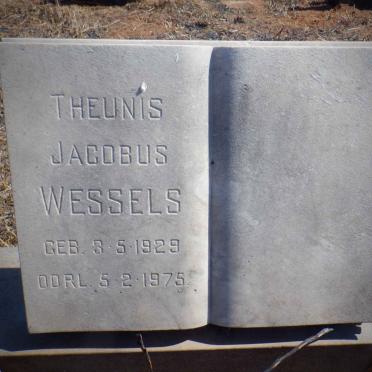 THEUNIS
JACOBUS
WESSELS
GEB. 3·5·1929
OORL. 5·2·1975